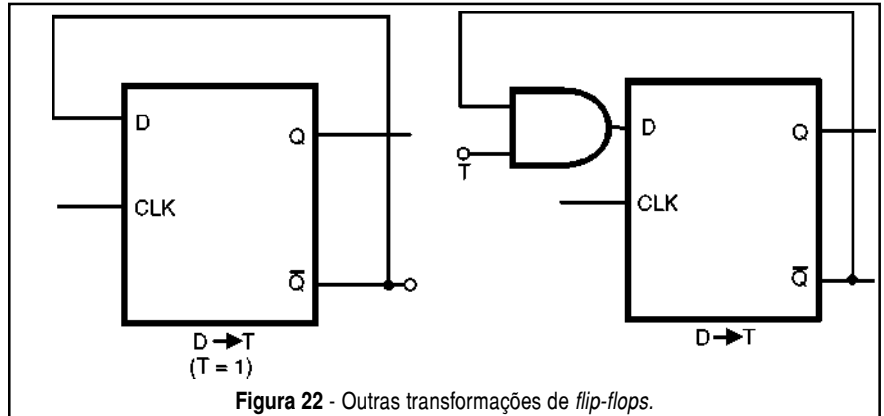 D
Q
CLK
Q̅
D→T
(T = 1)
T
D
Q
CLK
Q̅
D→T
Figura 22 - Outras transformações de flip-flops.